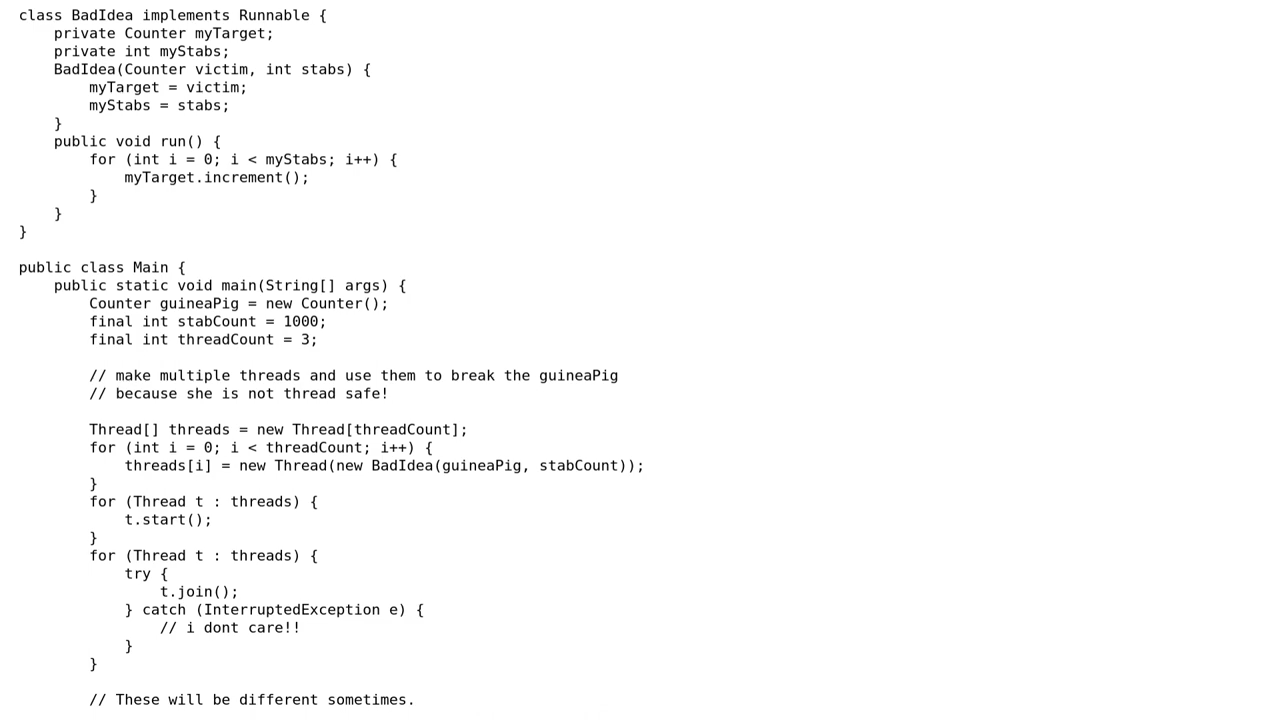 class BadIdea implements Runnable {
    private Counter myTarget;
    private int myStabs;
    BadIdea(Counter victim, int stabs) {
        myTarget = victim;
        myStabs = stabs;
    }
    public void run() {
        for (int i = 0; i < myStabs; i++) {
            myTarget.increment();
        }
    }
}

public class Main {
    public static void main(String[] args) {
        Counter guineaPig = new Counter();
        final int stabCount = 1000;
        final int threadCount = 3;

        // make multiple threads and use them to break the guineaPig
        // because she is not thread safe!

        Thread[] threads = new Thread[threadCount];
        for (int i = 0; i < threadCount; i++) {
            threads[i] = new Thread(new BadIdea(guineaPig, stabCount));
        }
        for (Thread t : threads) {
            t.start();
        }
        for (Thread t : threads) {
            try {
                t.join();
            } catch (InterruptedException e) {
                // i dont care!!
            }
        }

        // These will be different sometimes.